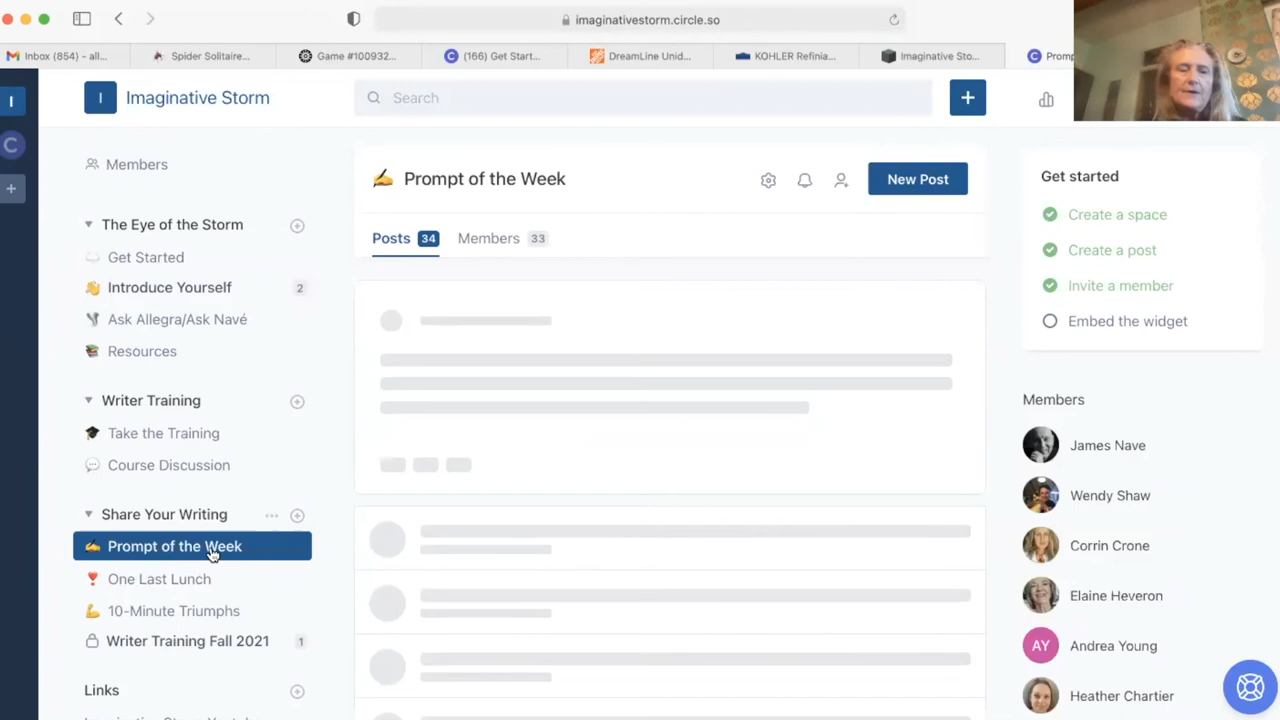 imaginativestorm.circle.so
Inbox (854) - all...
Spider Solitaire...
Game #100932...
(166) Get Start...
DreamLine Unid...
KOHLER Refinia...
Imaginative Sto...
Promp
I
I
Imaginative Storm
Search
+
C
+
Members
The Eye of the Storm
Get Started
Introduce Yourself
2
Ask Allegra/Ask Navé
Resources
Writer Training
Take the Training
Course Discussion
Share Your Writing
Prompt of the Week
One Last Lunch
10-Minute Triumphs
Writer Training Fall 2021
1
Links
Prompt of the Week
New Post
Posts 34
Members 33
Get started
Create a space
Create a post
Invite a member
Embed the widget
Members
James Nave
Wendy Shaw
Corrin Crone
Elaine Heveron
AY
Andrea Young
Heather Chartier